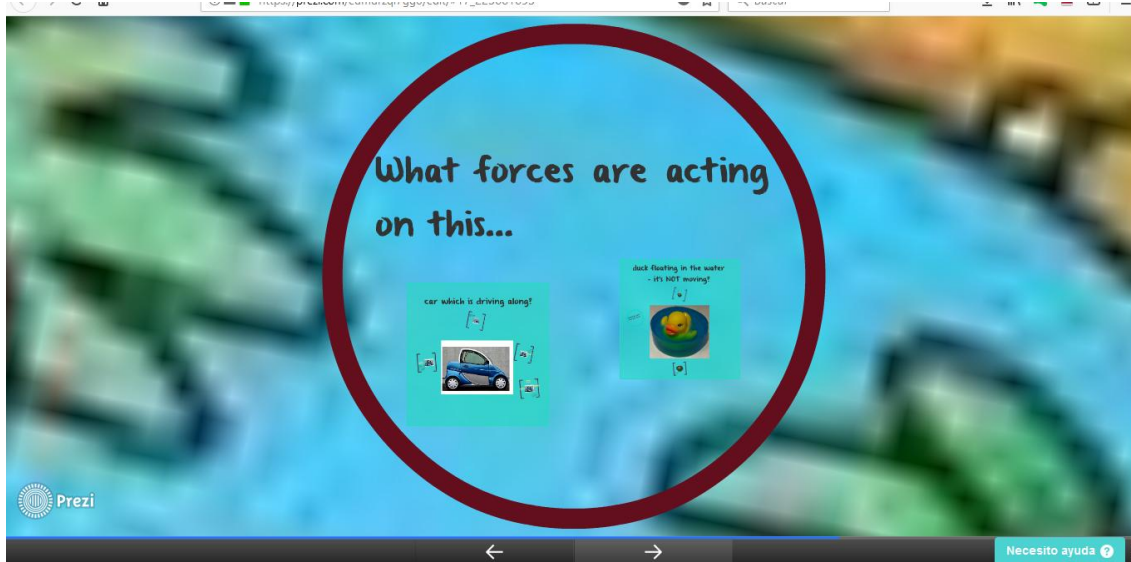 What forces are acting
on this...
duck floating in the water
- it's NOT moving!
car which is driving along!
Prezi
Necesito ayuda ?